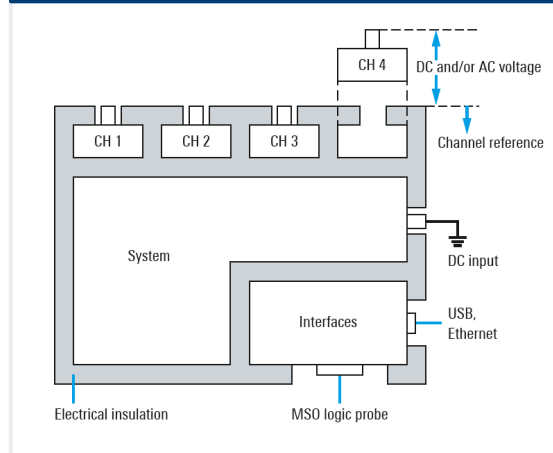 CH 4
DC and/or AC voltage
CH 1
CH 2
CH 3
Channel reference
System
DC input
Interfaces
USB,
Ethernet
Electrical insulation
MSO logic probe